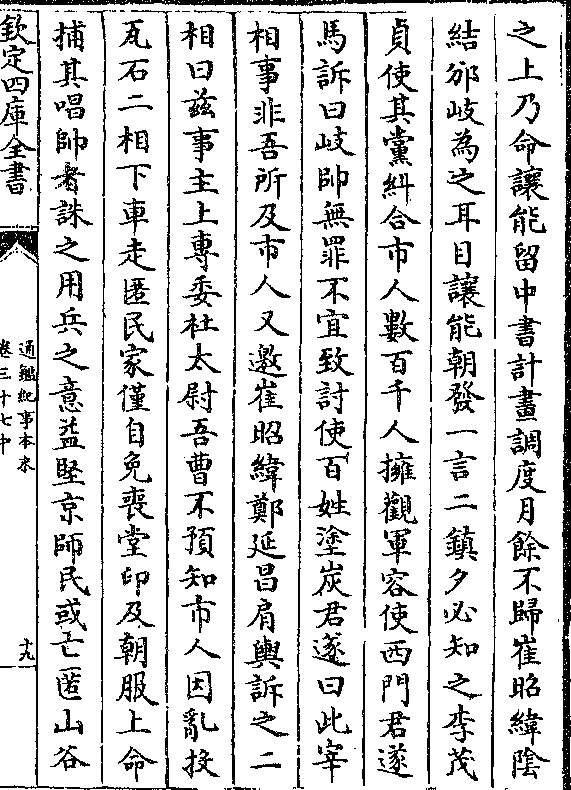 之上乃命讓能留中書計畫調度月餘不歸崔昭緯隂
結邠岐為之耳目讓能朝發一言二鎮夕必知之李茂
貞使其黨糾合市人數百千人擁觀軍容使西門君遂
馬訴曰岐帥無罪不宜致討使百姓塗炭君遂曰此宰
相事非吾所及市人又邀崔昭緯鄭延昌肩輿訴之二
相曰兹事主上專委杜太尉吾曹不預知市人因亂投
瓦石二相下車走匿民家僅自免喪堂印及朝服上命
捕其唱帥者誅之用兵之意益堅京師民或亡匿山谷
欽定四庫全書
通鑑紀事本末
卷三十七中
十九